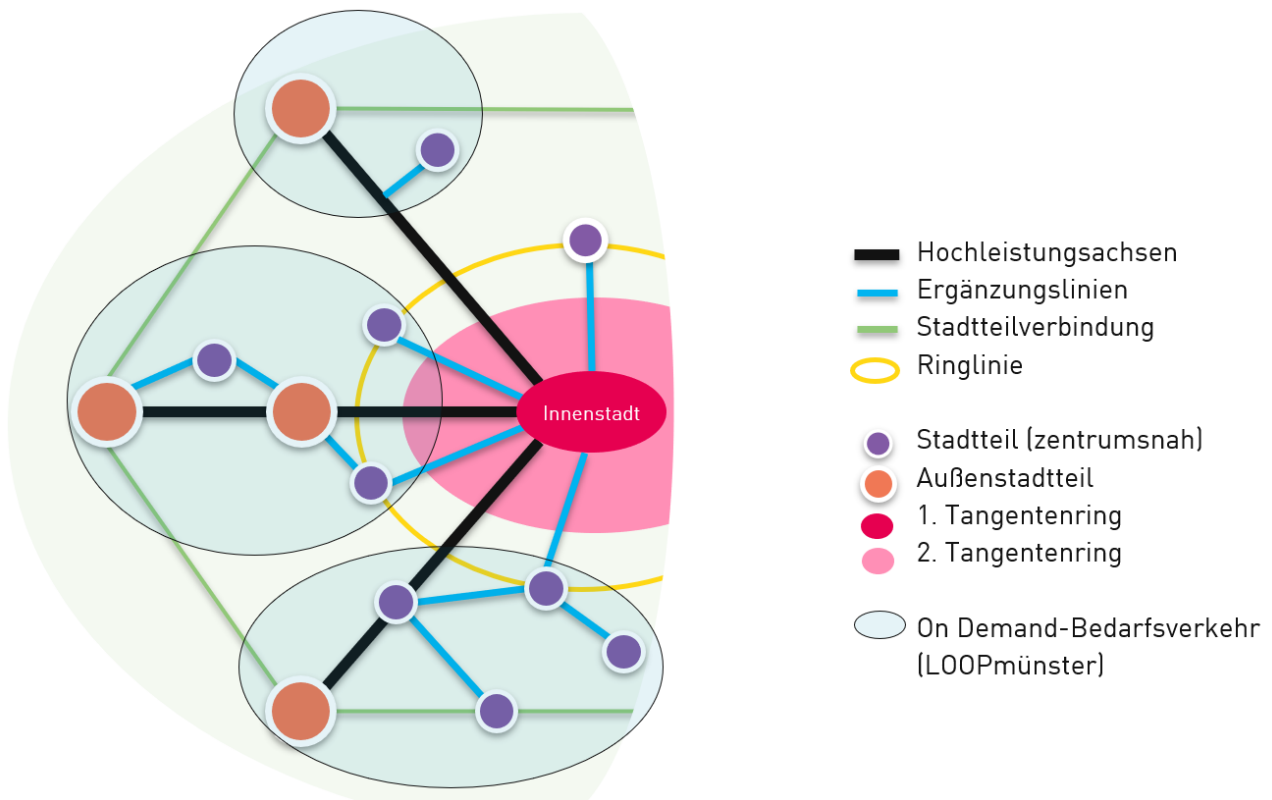 Innenstadt
Hochleistungsachsen
Ergänzungslinien
Stadtteilverbindung
Ringlinie
Stadtteil (zentrumsnah)
Außenstadtteil
1. Tangentenring
2. Tangentenring
On Demand-Bedarfsverkehr
(LOOPmünster)